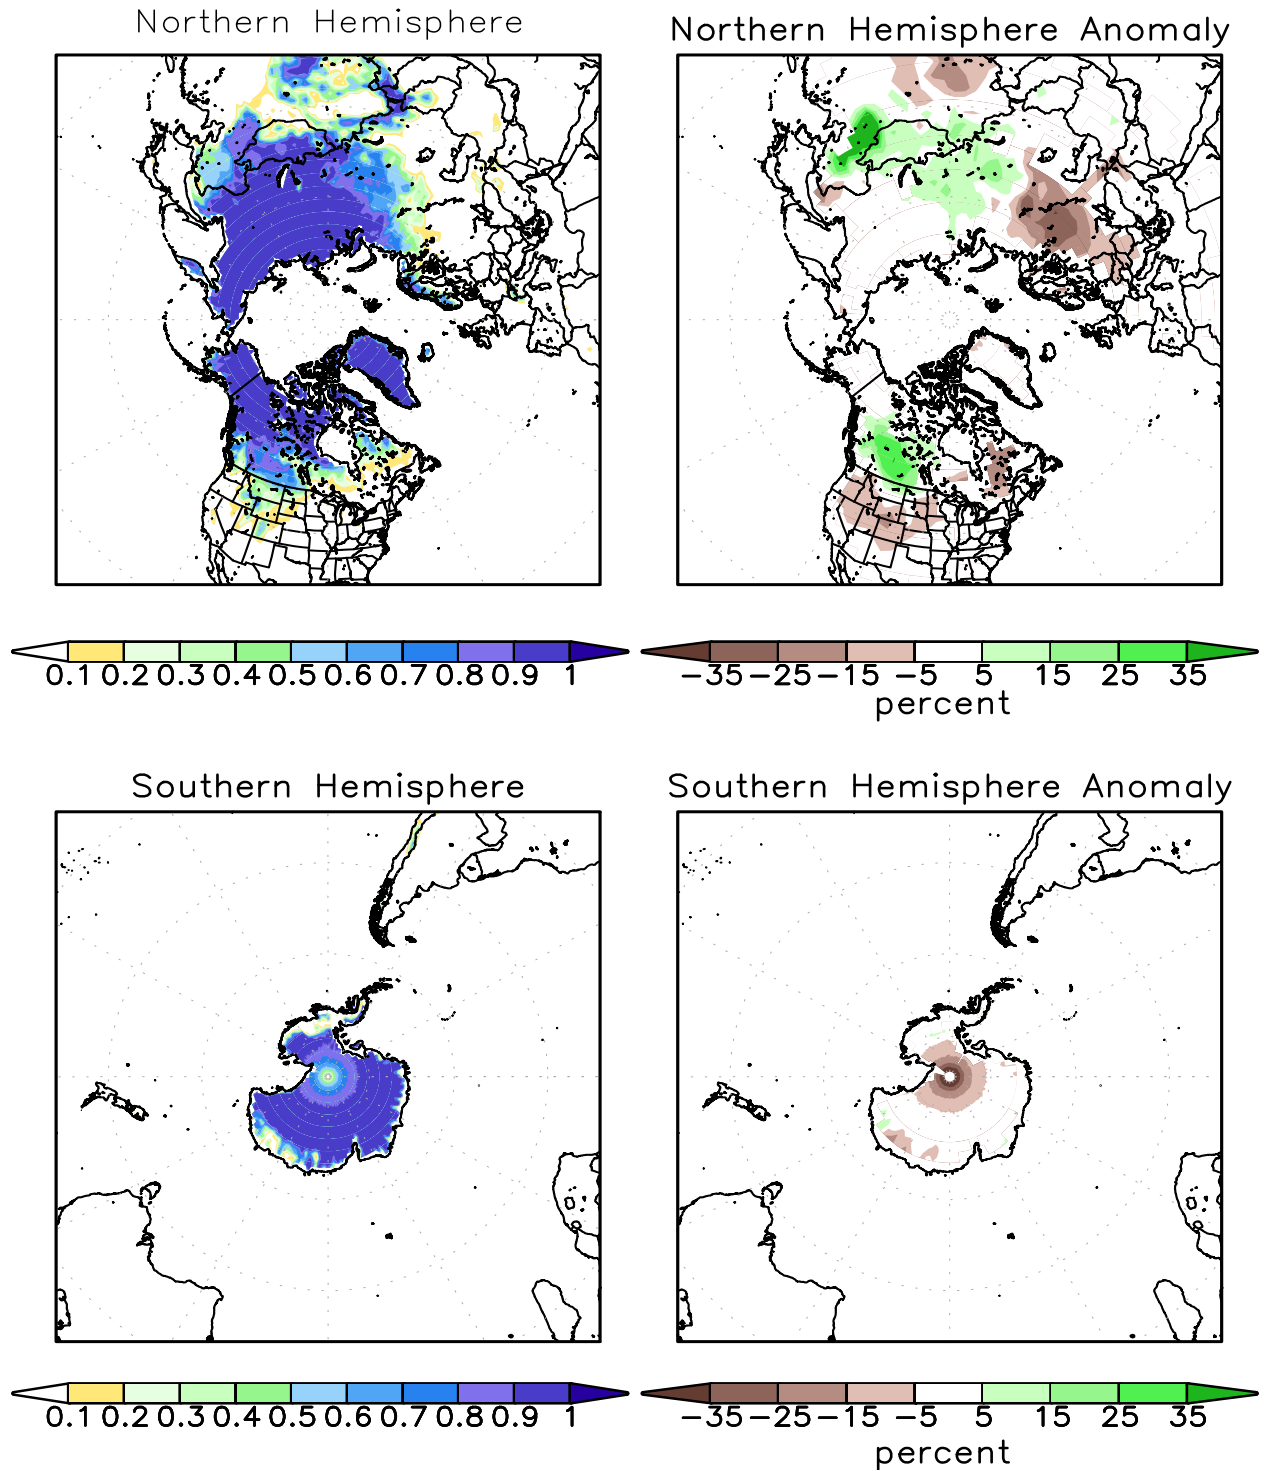 Northern Hemisphere
Northern Hemisphere Anomaly
0.1 0.2 0.3 0.4 0.5 0.6 0.7 0.8 0.9 1
-35 -25 -15 -5 5 15 25 35
percent
Southern Hemisphere
Southern Hemisphere Anomaly
0.1 0.2 0.3 0.4 0.5 0.6 0.7 0.8 0.9 1
-35 -25 -15 -5 5 15 25 35
percent